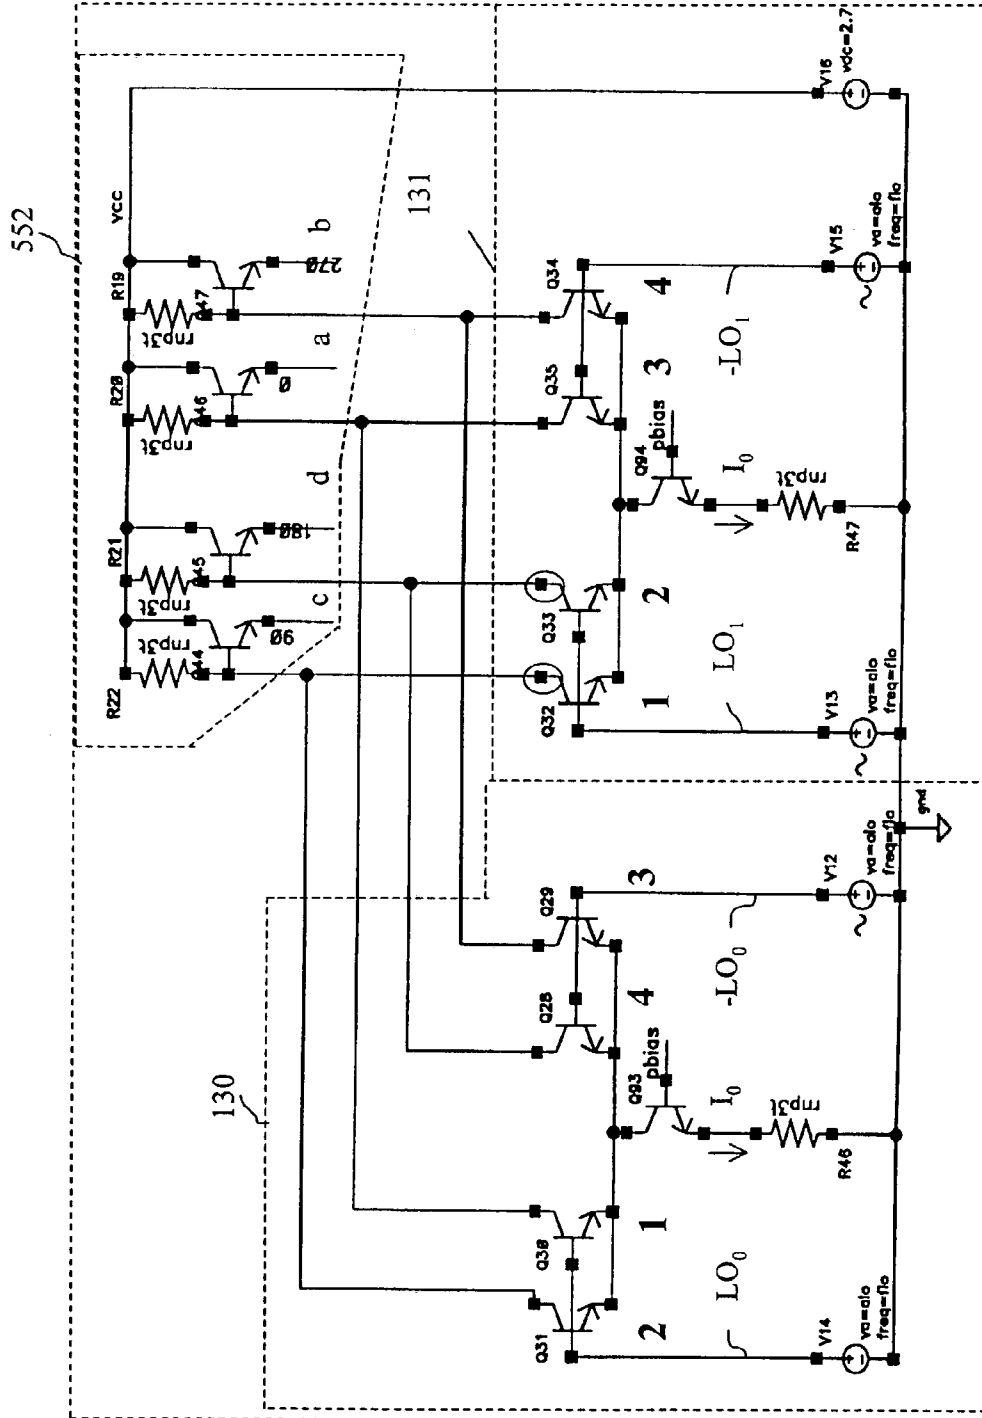 552
131
130
vcc
R19
R20
R21
R22
rnp3t
rnp3t
rnp3t
rnp3t
Q47
Q46
Q45
Q44
270
0
180
90
b
a
d
c
V16
vdc=2.7
Q34
Q35
Q33
Q32
4
3
2
1
Q94
pbias
I0
rnp3t
R47
-LO1
LO1
V15
va=alo
freq=flo
V13
va=alo
freq=flo
gnd
Q29
Q28
Q30
Q31
3
4
1
2
Q93
pbias
I0
rnp3t
R46
-LO0
LO0
V12
va=alo
freq=flo
V14
va=alo
freq=flo